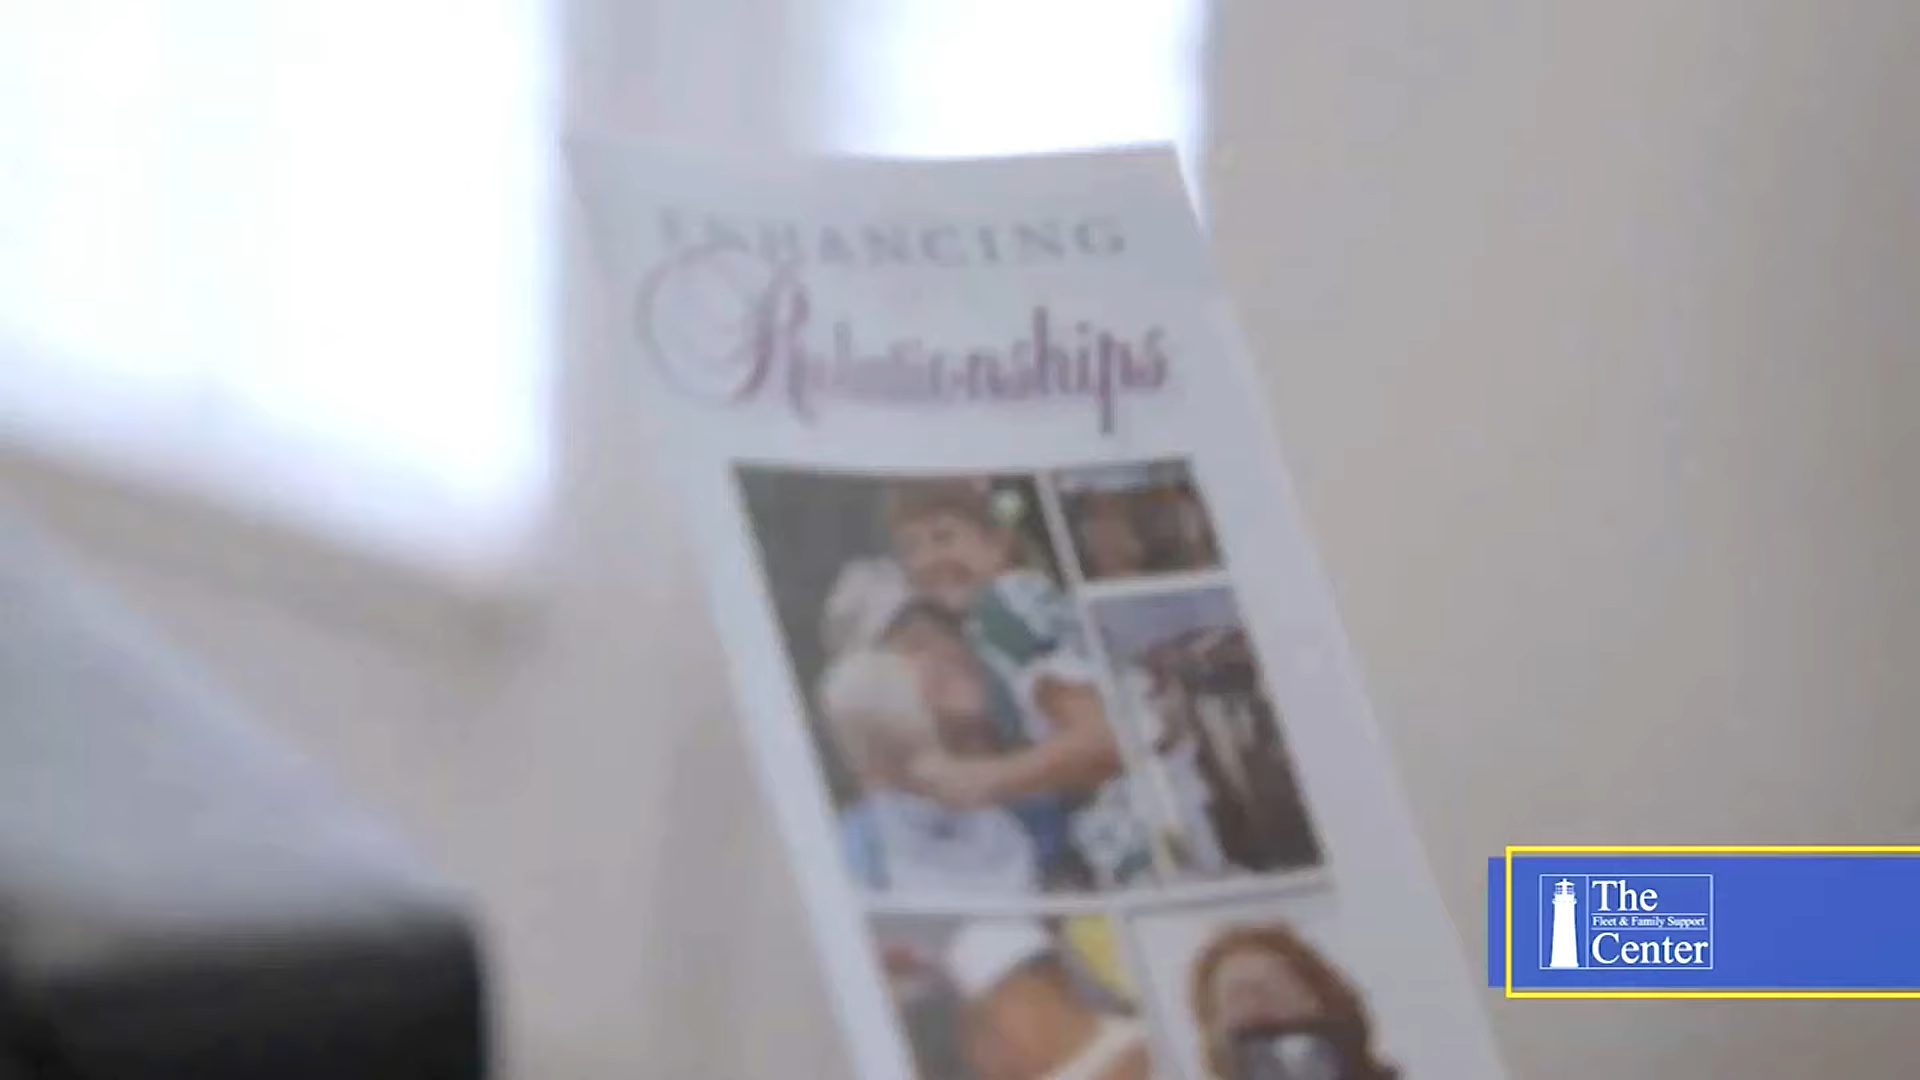 ENHANCING
Relationships
The
Fleet & Family Support
Center